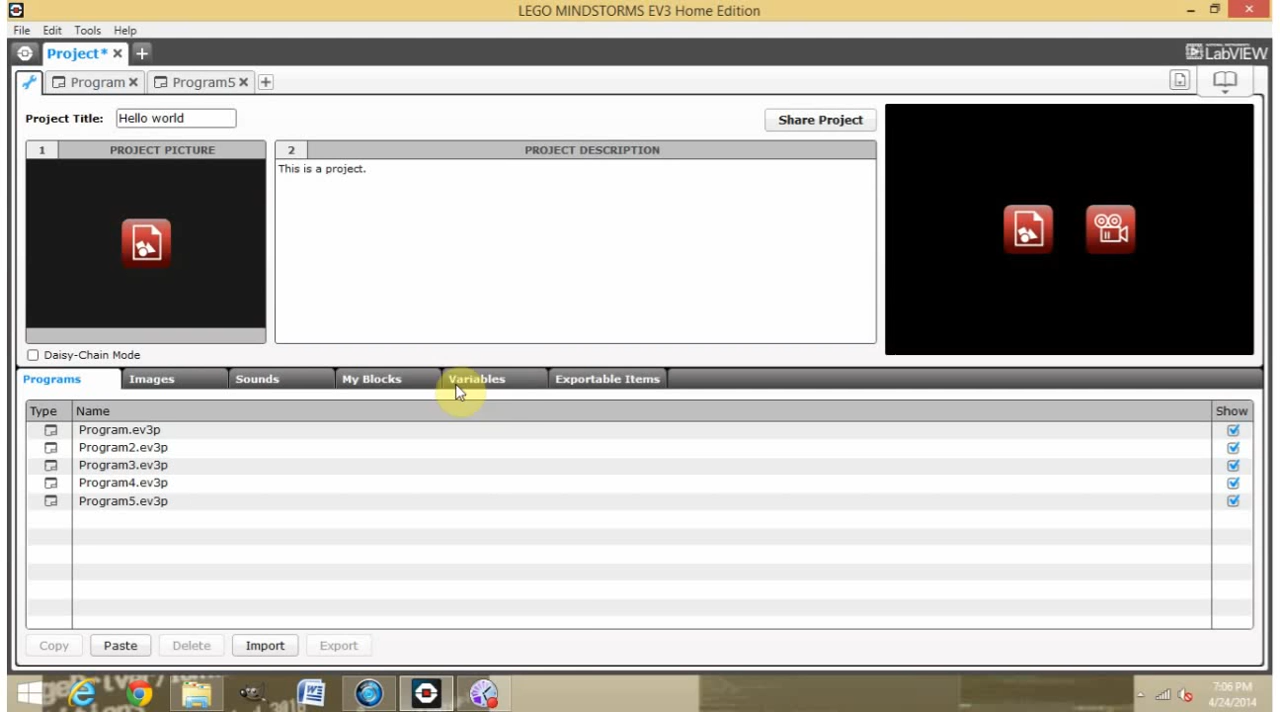 LEGO MINDSTORMS EV3 Home Edition
File Edit Tools Help
Project* LabVIEW
Program Program5
Project Title: Hello world Share Project
1 PROJECT PICTURE 2 PROJECT DESCRIPTION
This is a project.
Daisy-Chain Mode
Programs Images Sounds My Blocks Variables Exportable Items
Type Name Show
Program.ev3p
Program2.ev3p
Program3.ev3p
Program4.ev3p
Program5.ev3p
Copy Paste Delete Import Export
7:06 PM
4/24/2014